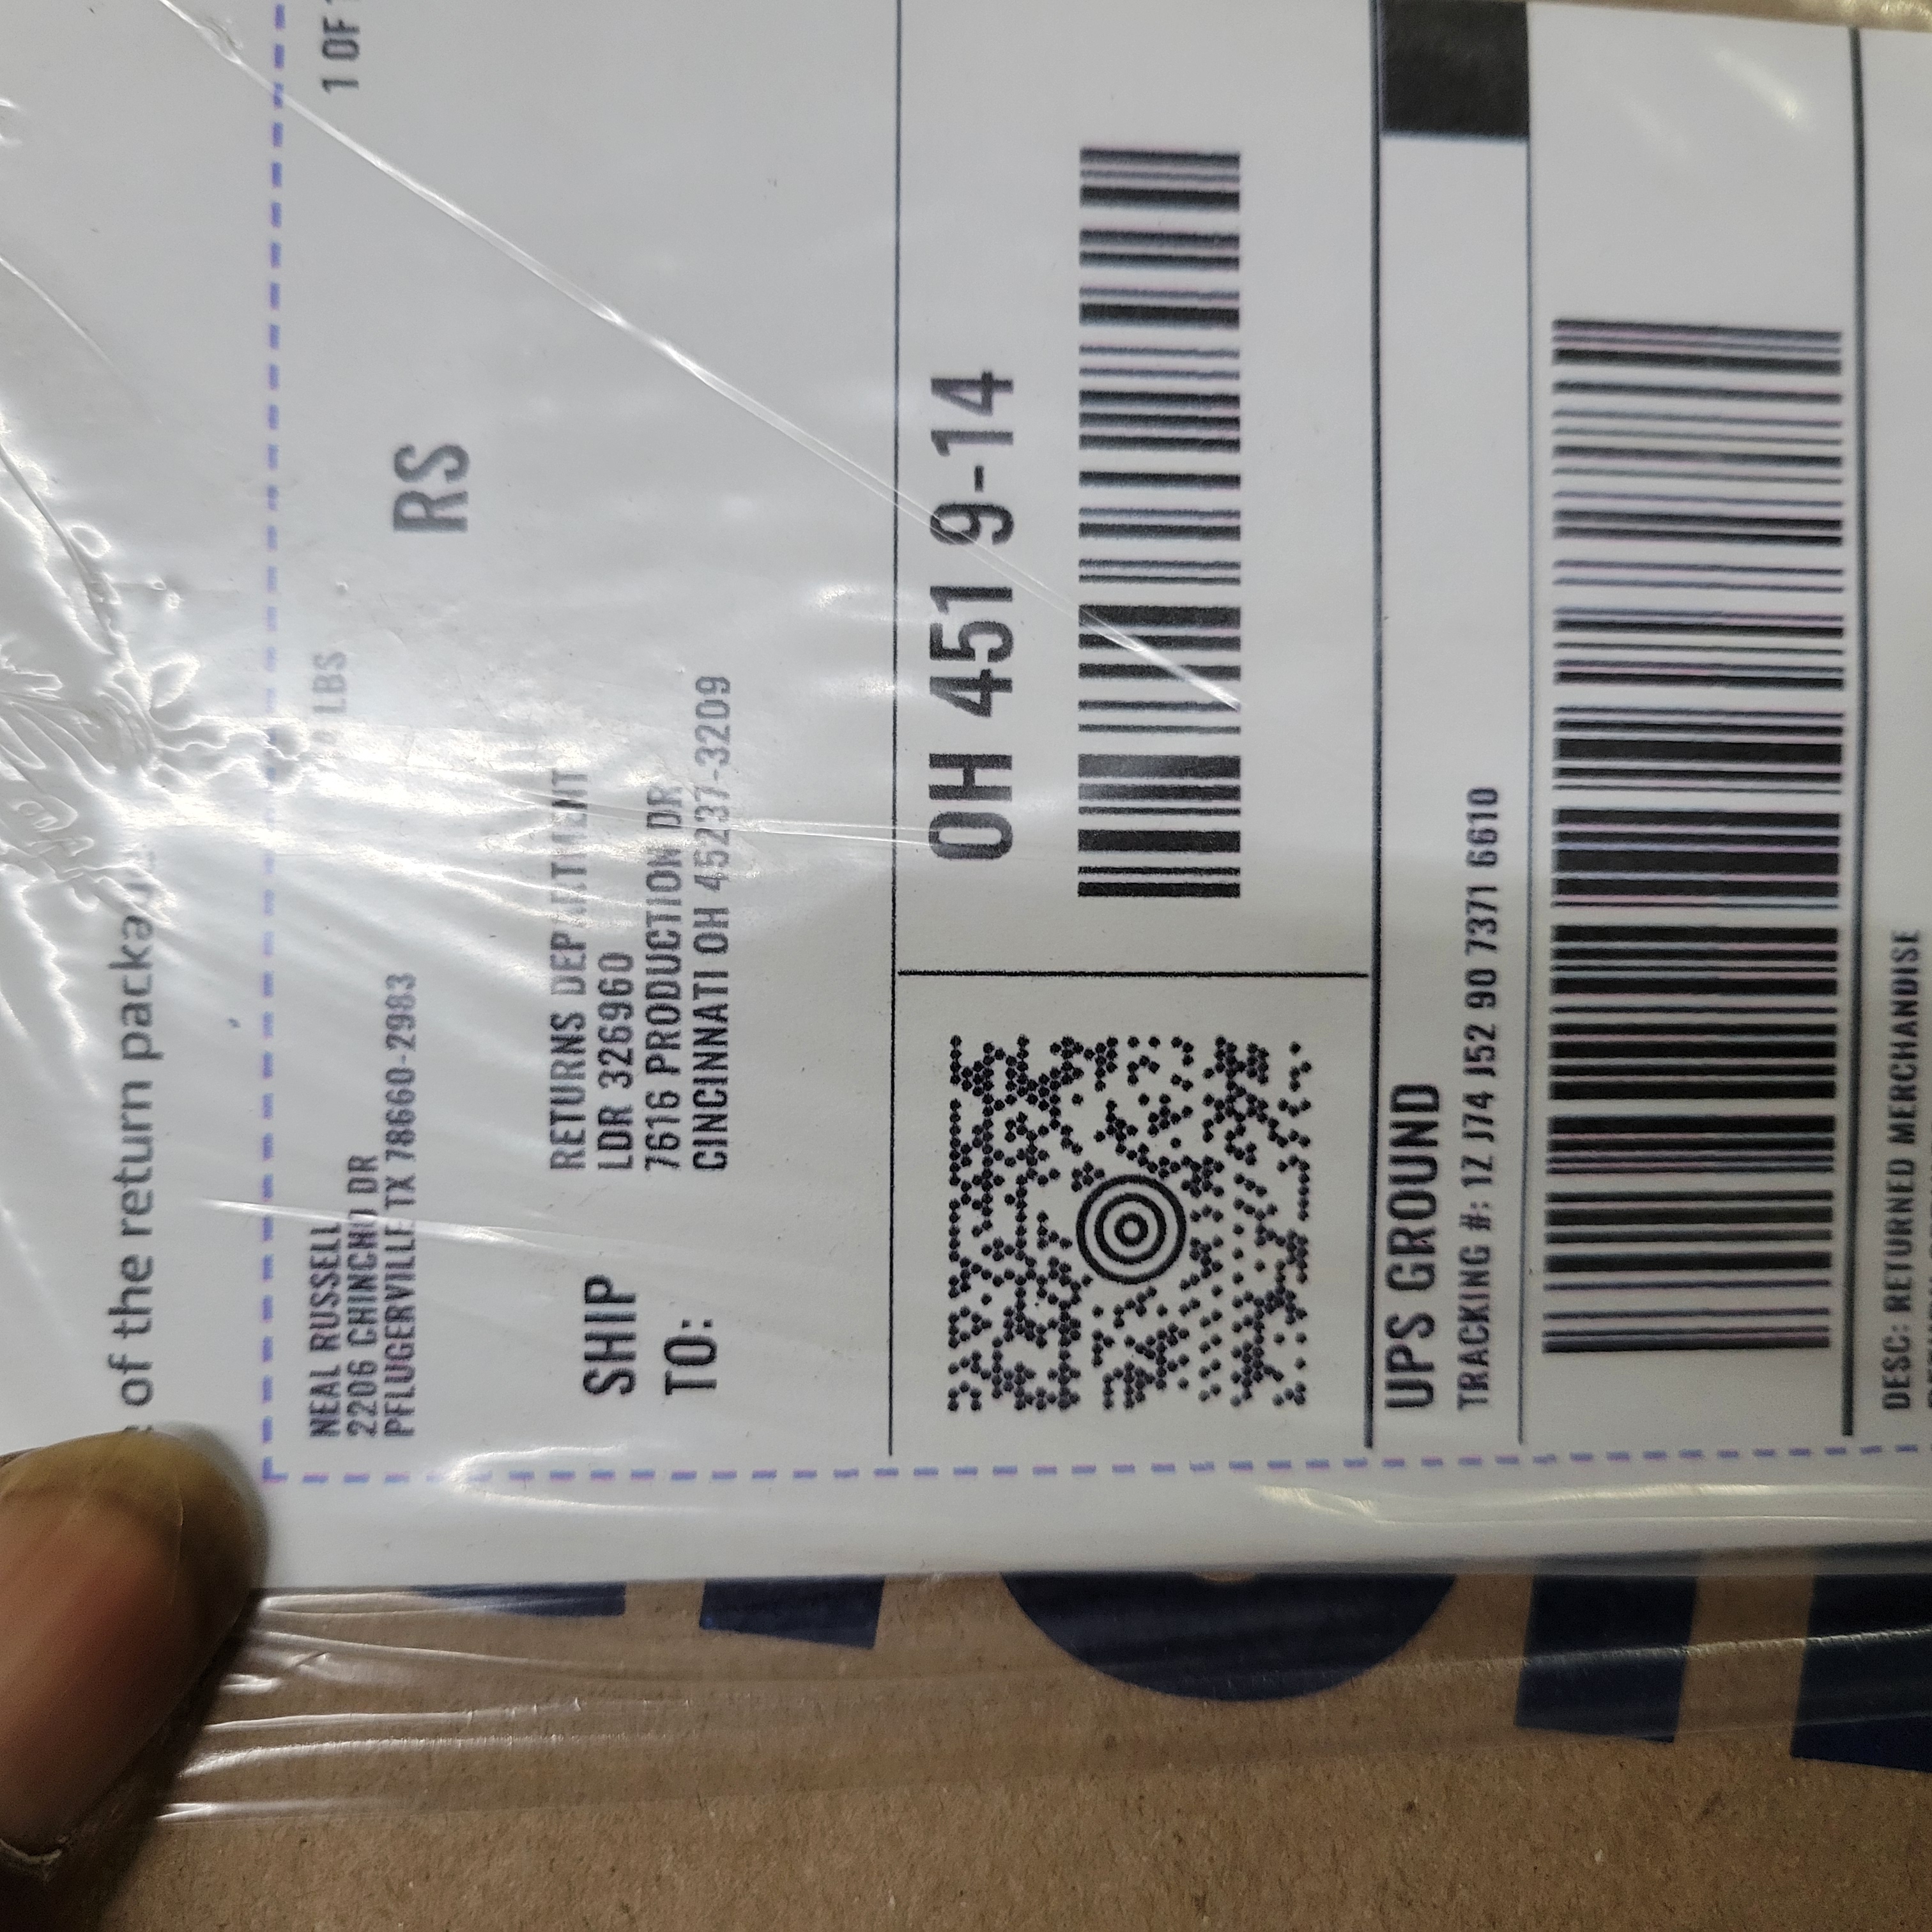 of the return
1 OF
LBS
RS
NEAL RUSSELL
2206 CHINCHO DR
PFLUGERVILLE TX 78660-2983
SHIP
TO:
RETURNS DEPARTMENT
LDR 326960
7616 PRODUCTION DR
CINCINNATI OH 45237-3209
OH 451 9-14
UPS GROUND
TRACKING #: 1Z J74 J52 90 7371 6610
DESC: RETURNED MERCHANDISE